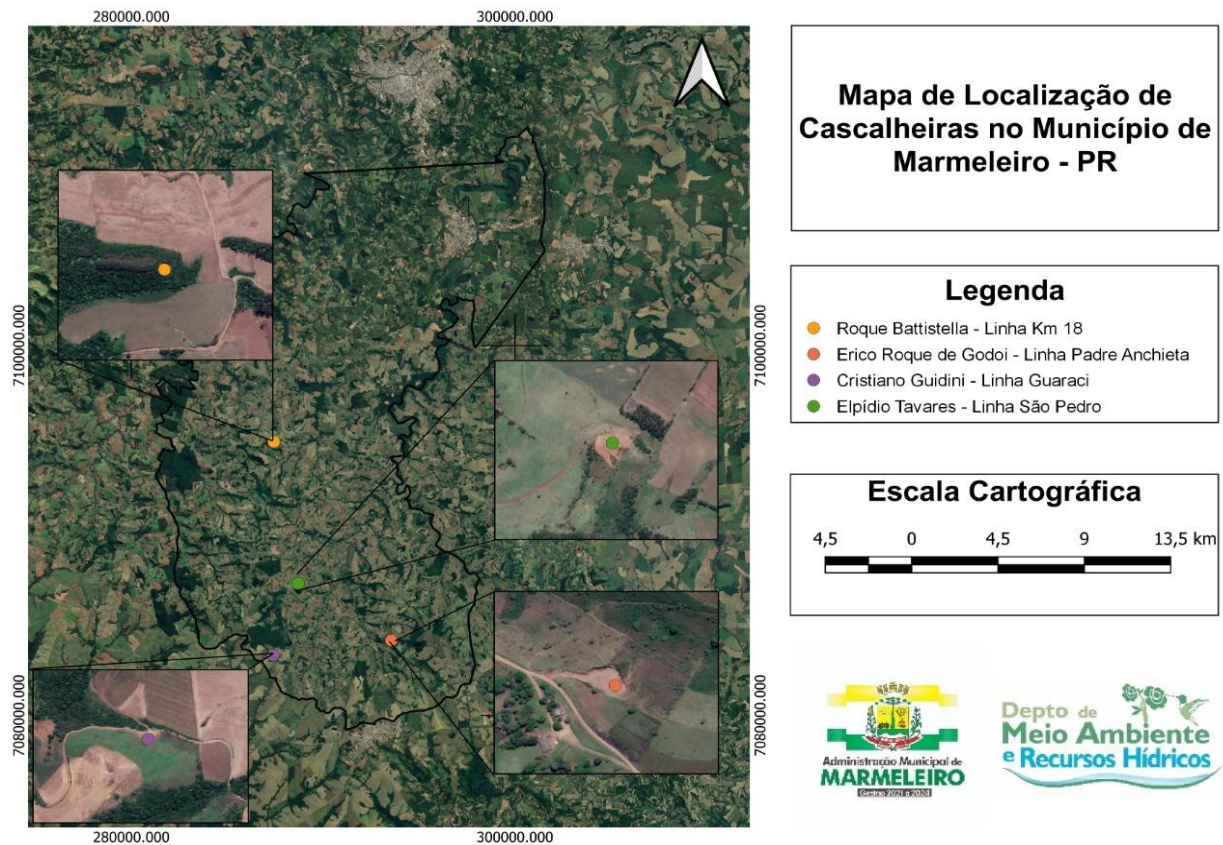 280000.000
300000.000
7100000.000
7100000.000
7080000.000
7080000.000
280000.000
300000.000
Mapa de Localização de
Cascalheiras no Município de
Marmeleiro - PR
Legenda
Roque Battistella - Linha Km 18
Erico Roque de Godoi - Linha Padre Anchieta
Cristiano Guidini - Linha Guaraci
Elpídio Tavares - Linha São Pedro
Escala Cartográfica
4,5 0 4,5 9 13,5 km
Administração Municipal de
MARMELEIRO
Gestão 2021 a 2024
Depto de
Meio Ambiente
e Recursos Hídricos